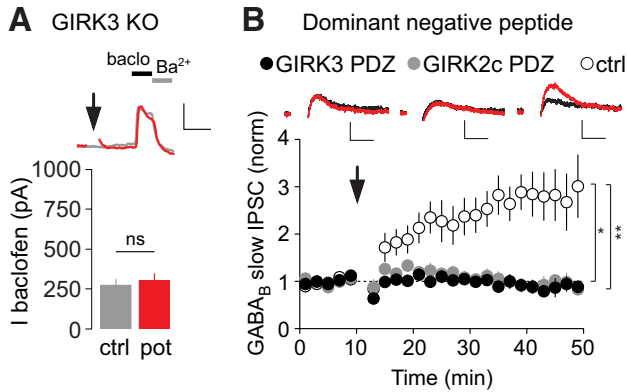 A GIRK3 KO
baclo
Ba2+
I baclofen (pA)
1000
750
500
250
0
ns
ctrl pot
B Dominant negative peptide
GIRK3 PDZ GIRK2c PDZ ctrl
GABAB slow IPSC (norm)
4
3
2
1
0
*
**
0 10 20 30 40 50
Time (min)